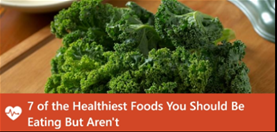 7 of the Healthiest Foods You Should Be
Eating But Aren't